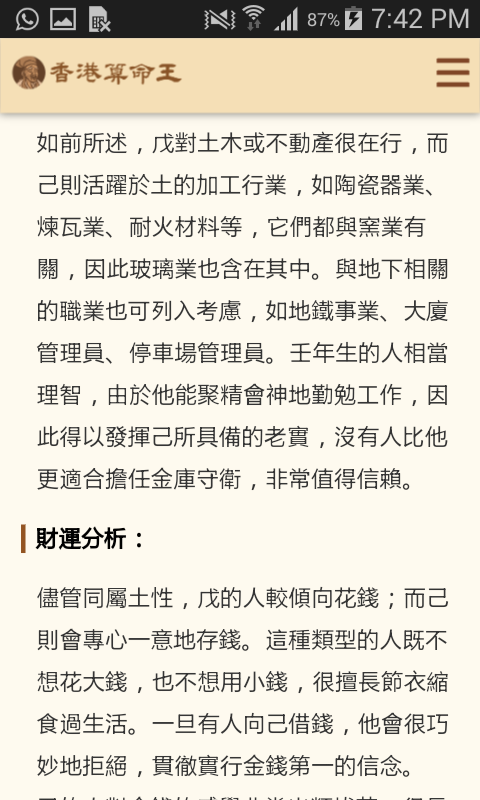 87% 7:42 PM
香港算命王
如前所述，戊對土木或不動產很在行，而
己則活躍於土的加工行業，如陶瓷器業、
煉瓦業、耐火材料等，它們都與窯業有
關，因此玻璃業也含在其中。與地下相關
的職業也可列入考慮，如地鐵事業、大廈
管理員、停車場管理員。壬年生的人相當
理智，由於他能聚精會神地勤勉工作，因
此得以發揮己所具備的老實，沒有人比他
更適合擔任金庫守衛，非常值得信賴。
財運分析：
儘管同屬土性，戊的人較傾向花錢；而己
則會專心一意地存錢。這種類型的人既不
想花大錢，也不想用小錢，很擅長節衣縮
食過生活。一旦有人向己借錢，他會很巧
妙地拒絕，貫徹實行金錢第一的信念。